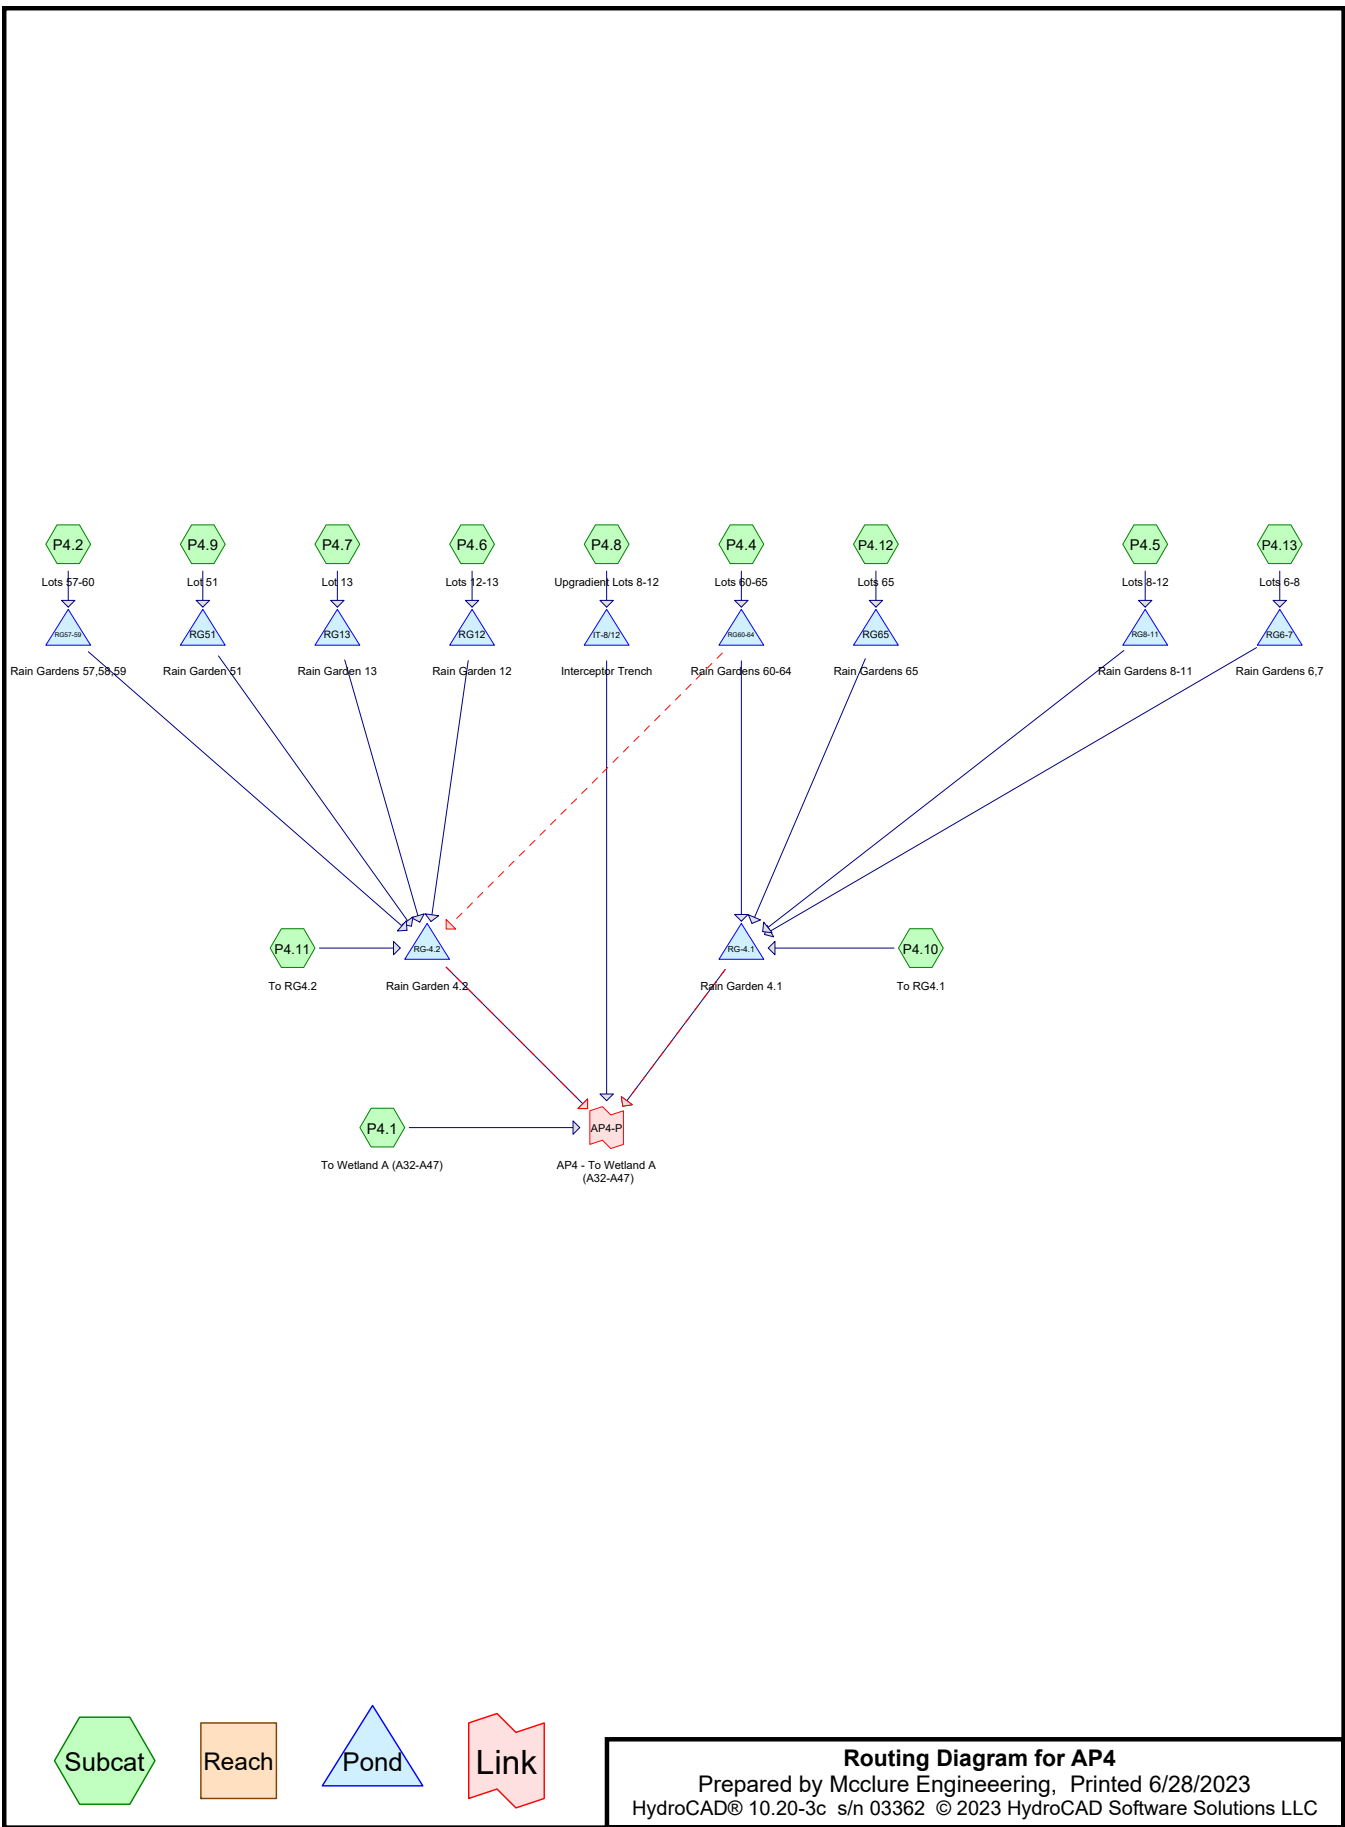 P4.2
P4.9
P4.7
P4.6
P4.8
P4.4
P4.12
P4.5
P4.13
Lots 57-60
Lot 51
Lot 13
Lots 12-13
Upgradient Lots 8-12
Lots 60-65
Lots 65
Lots 8-12
Lots 6-8
RG57-59
RG51
RG13
RG12
IT-8/12
RG60-64
RG65
RG8-11
RG6-7
Rain Gardens 57,58,59
Rain Garden 51
Rain Garden 13
Rain Garden 12
Interceptor Trench
Rain Gardens 60-64
Rain Gardens 65
Rain Gardens 8-11
Rain Gardens 6,7
P4.11
RG-4.2
RG-4.1
P4.10
To RG4.2
Rain Garden 4.2
Rain Garden 4.1
To RG4.1
P4.1
AP4-P
To Wetland A (A32-A47)
AP4 - To Wetland A
(A32-A47)
Subcat
Reach
Pond
Link
Routing Diagram for AP4
Prepared by Mcclure Engineeering, Printed 6/28/2023
HydroCAD® 10.20-3c s/n 03362 © 2023 HydroCAD Software Solutions LLC